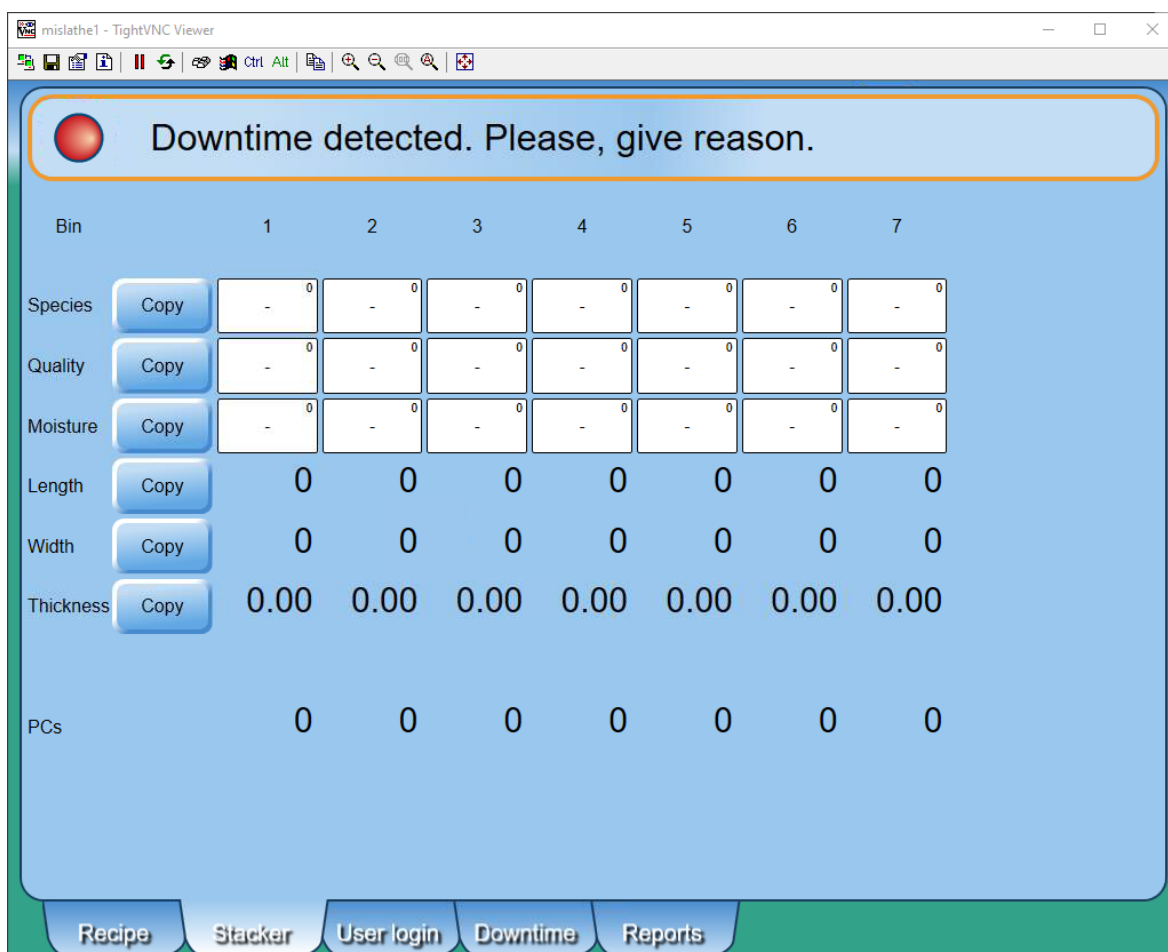 mislathe1 - TightVNC Viewer
Ctrl Alt
Downtime detected. Please, give reason.
Bin 1 2 3 4 5 6 7
Species Copy - 0 - 0 - 0 - 0 - 0 - 0 - 0
Quality Copy - 0 - 0 - 0 - 0 - 0 - 0 - 0
Moisture Copy - 0 - 0 - 0 - 0 - 0 - 0 - 0
Length Copy 0 0 0 0 0 0 0
Width Copy 0 0 0 0 0 0 0
Thickness Copy 0.00 0.00 0.00 0.00 0.00 0.00 0.00
PCs 0 0 0 0 0 0 0
Recipe Stacker User login Downtime Reports